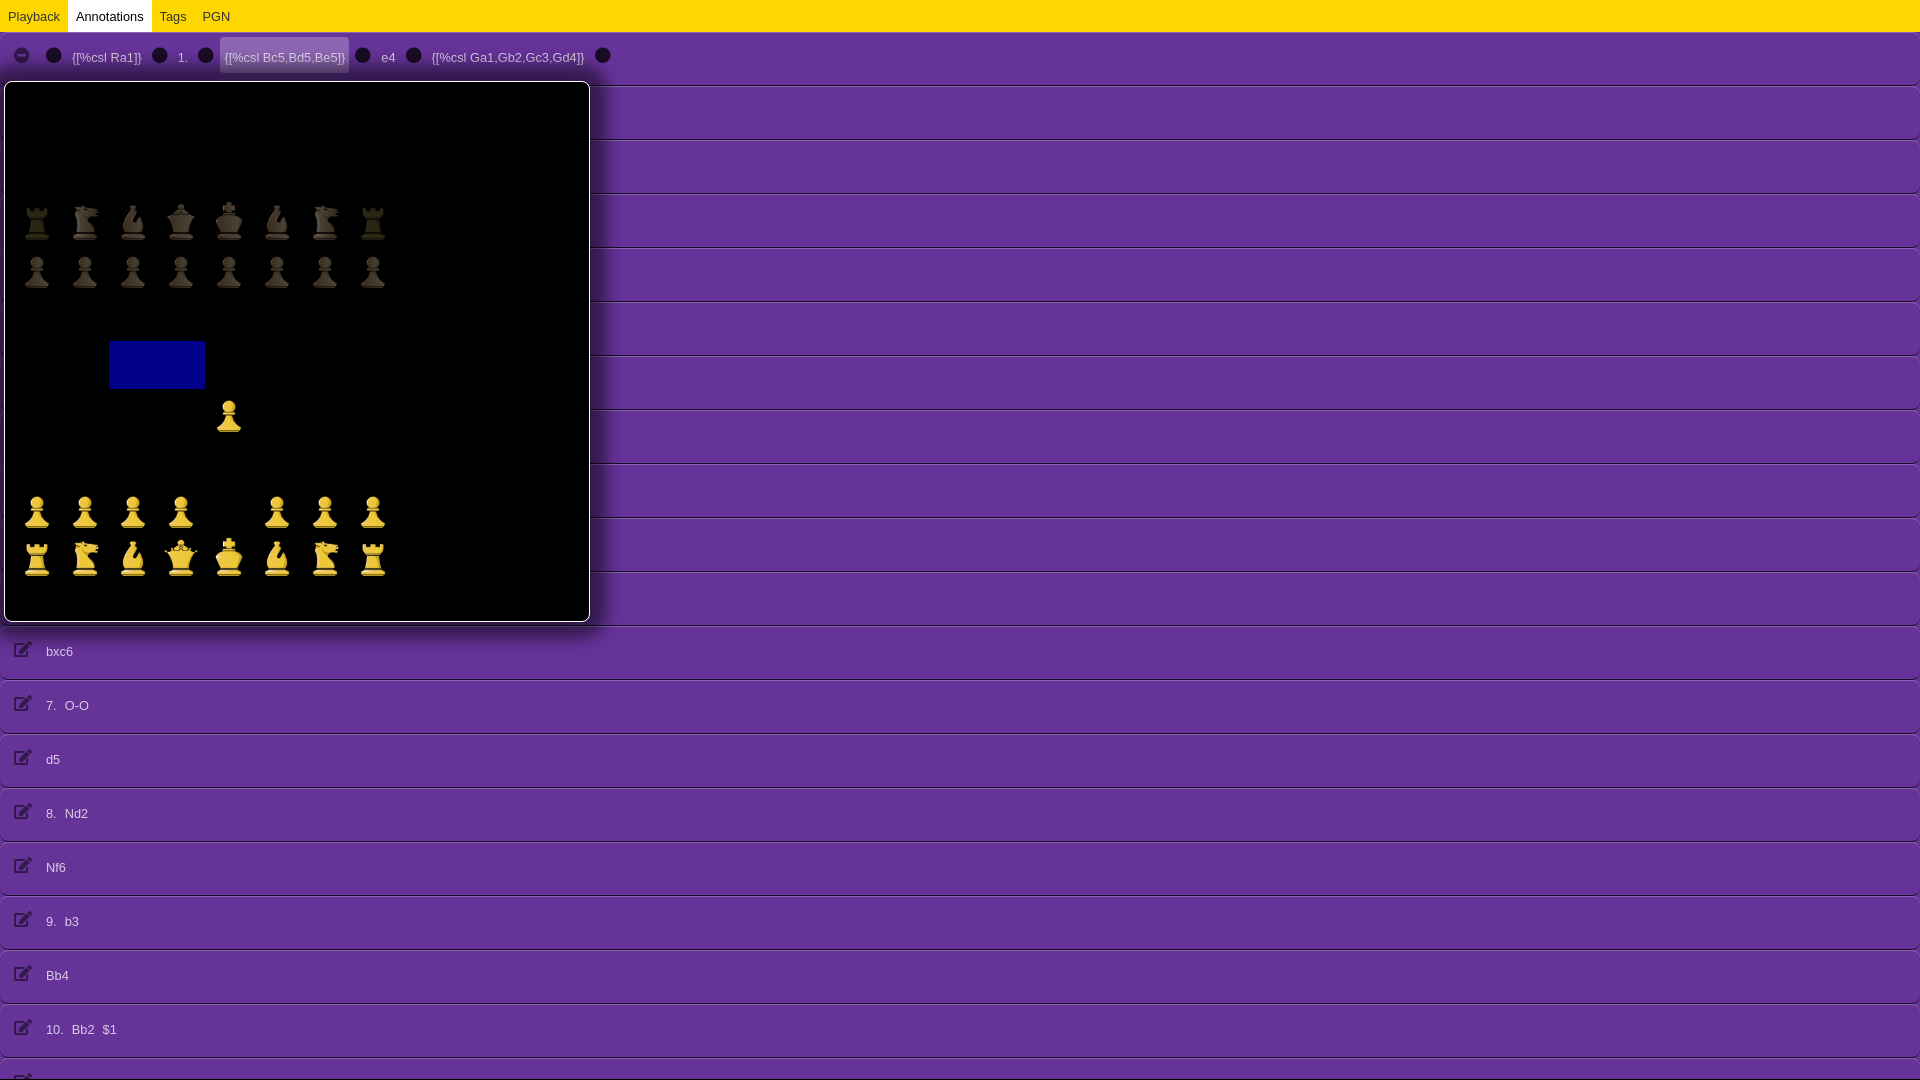 Playback Annotations Tags PGN
{[%csl Ra1]} 1. {[%csl Bc5,Bd5,Be5]} e4 {[%csl Ga1,Gb2,Gc3,Gd4]}
bxc6
7. O-O
d5
8. Nd2
Nf6
9. b3
Bb4
10. Bb2 $1